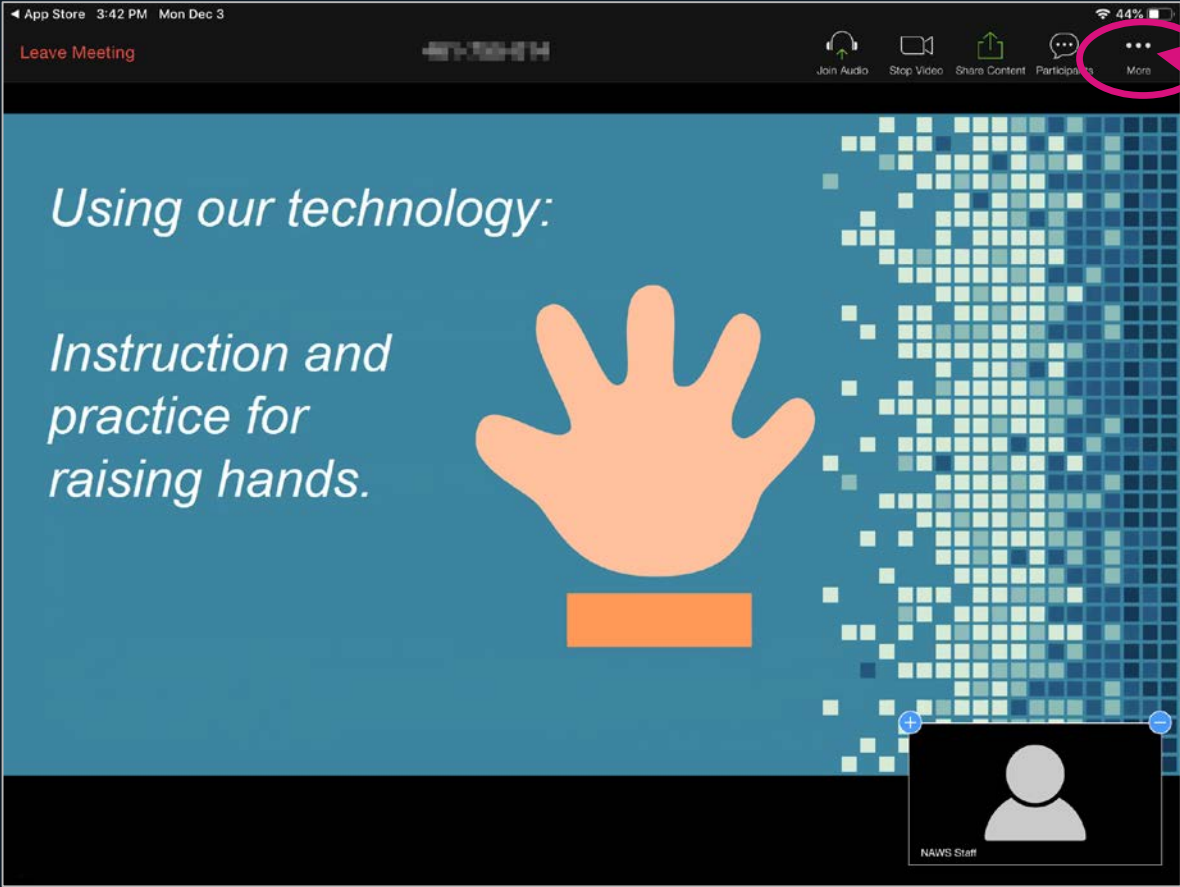 ◀ App Store 3:42 PM Mon Dec 3 44%
Leave Meeting
Join Audio Stop Video Share Content Participants More
Using our technology:
Instruction and
practice for
raising hands.
NAWS Staff